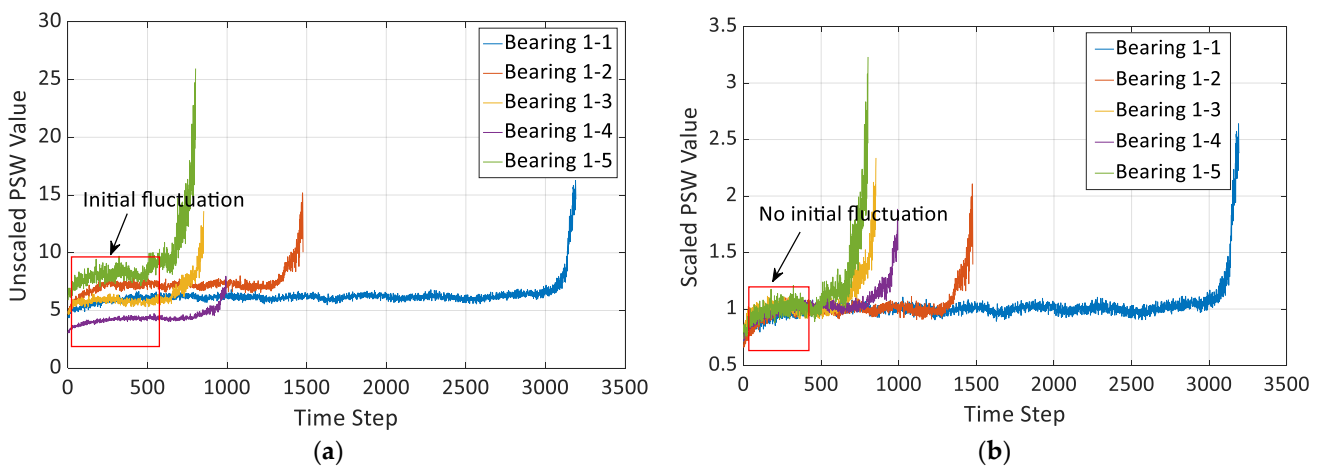 30
25
20
15
10
5
0
Unscaled PSW Value
Bearing 1-1
Bearing 1-2
Bearing 1-3
Bearing 1-4
Bearing 1-5
Initial fluctuation
0 500 1000 1500 2000 2500 3000 3500
Time Step
(a)
3.5
3
2.5
2
1.5
1
0.5
Scaled PSW Value
Bearing 1-1
Bearing 1-2
Bearing 1-3
Bearing 1-4
Bearing 1-5
No initial fluctuation
0 500 1000 1500 2000 2500 3000 3500
Time Step
(b)